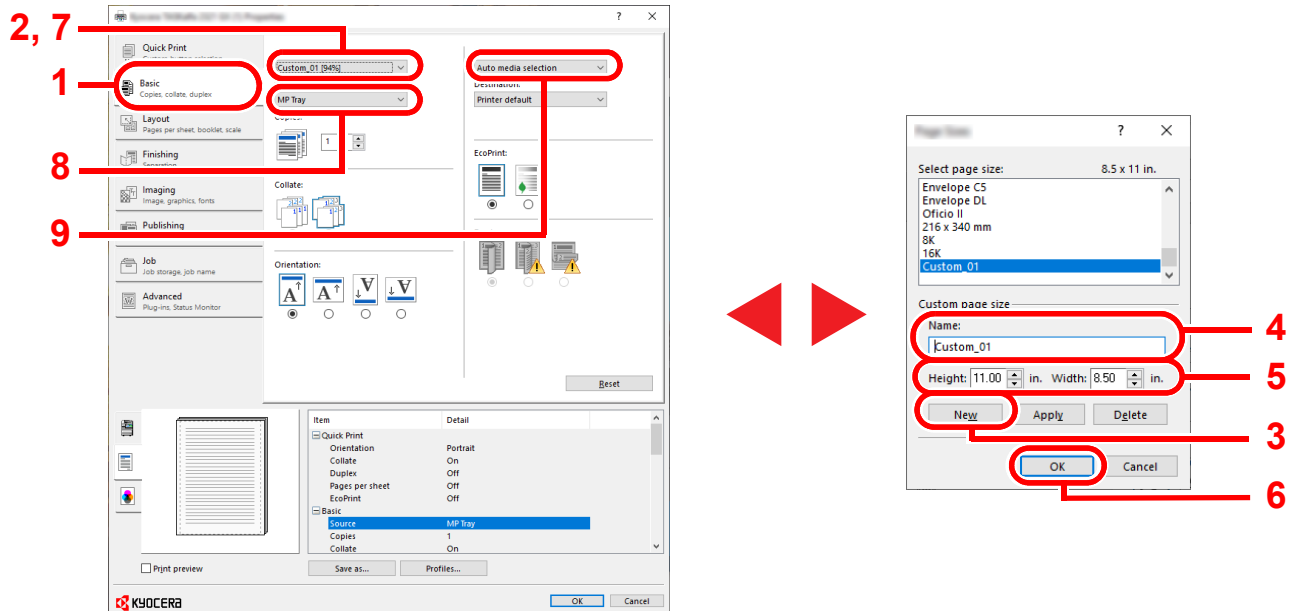 2, 7
1
8
9
? ×
Quick Print
Custom_01 [94%]
Auto media selection
Basic
Copies, collate, duplex
MP Tray
Destination:
Printer default
Layout
Pages per sheet, booklet, scale
Copies:
1
Finishing
Separation
EcoPrint:
Imaging
Image, graphics, fonts
Collate:
Publishing
Job
Job storage, job name
Orientation:
Advanced
Plug-ins, Status Monitor
Reset
Item Detail
Quick Print
Orientation Portrait
Collate On
Duplex Off
Pages per sheet Off
EcoPrint Off
Basic
Source MP Tray
Copies 1
Collate On
Print preview
Save as...
Profiles...
KYOCERA
OK
Cancel
? ×
Select page size: 8.5 x 11 in.
Envelope C5
Envelope DL
Oficio II
216 x 340 mm
8K
16K
Custom_01
Custom page size
Name:
Custom_01
Height: 11.00 in. Width: 8.50 in.
New
Apply
Delete
OK
Cancel
4
5
3
6